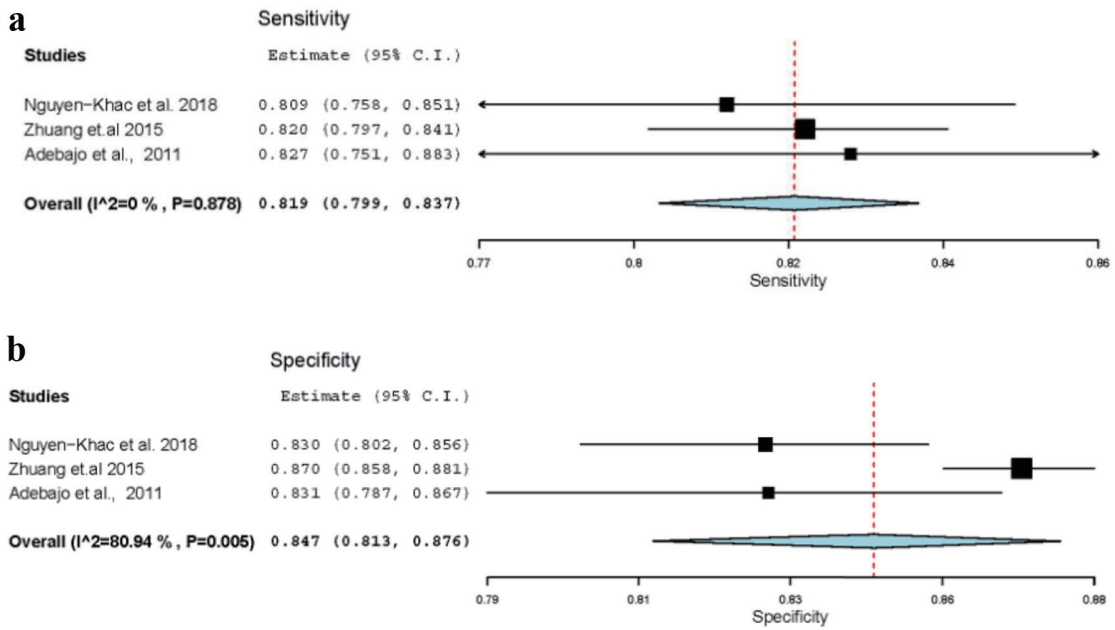 a
Sensitivity
Studies Estimate (95% C.I.)
Nguyen-Khac et al. 2018 0.809 (0.758, 0.851)
Zhuang et.al 2015 0.820 (0.797, 0.841)
Adebajo et al., 2011 0.827 (0.751, 0.883)
Overall (I^2=0 % , P=0.878) 0.819 (0.799, 0.837)
0.77 0.8 0.82 0.84 0.86
Sensitivity
b
Specificity
Studies Estimate (95% C.I.)
Nguyen-Khac et al. 2018 0.830 (0.802, 0.856)
Zhuang et.al 2015 0.870 (0.858, 0.881)
Adebajo et al., 2011 0.831 (0.787, 0.867)
Overall (I^2=80.94 % , P=0.005) 0.847 (0.813, 0.876)
0.79 0.81 0.83 0.86 0.88
Specificity